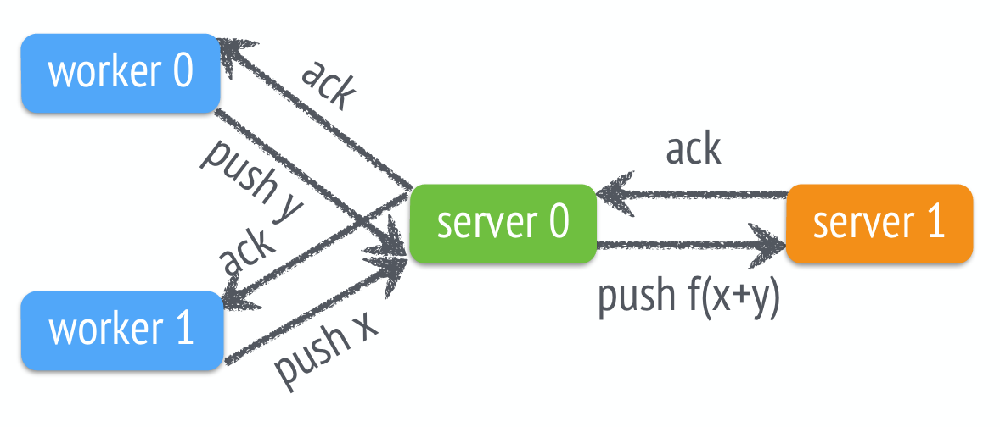 worker 0
ack
push y
ack
server 0
ack
server 1
push f(x+y)
worker 1
push x